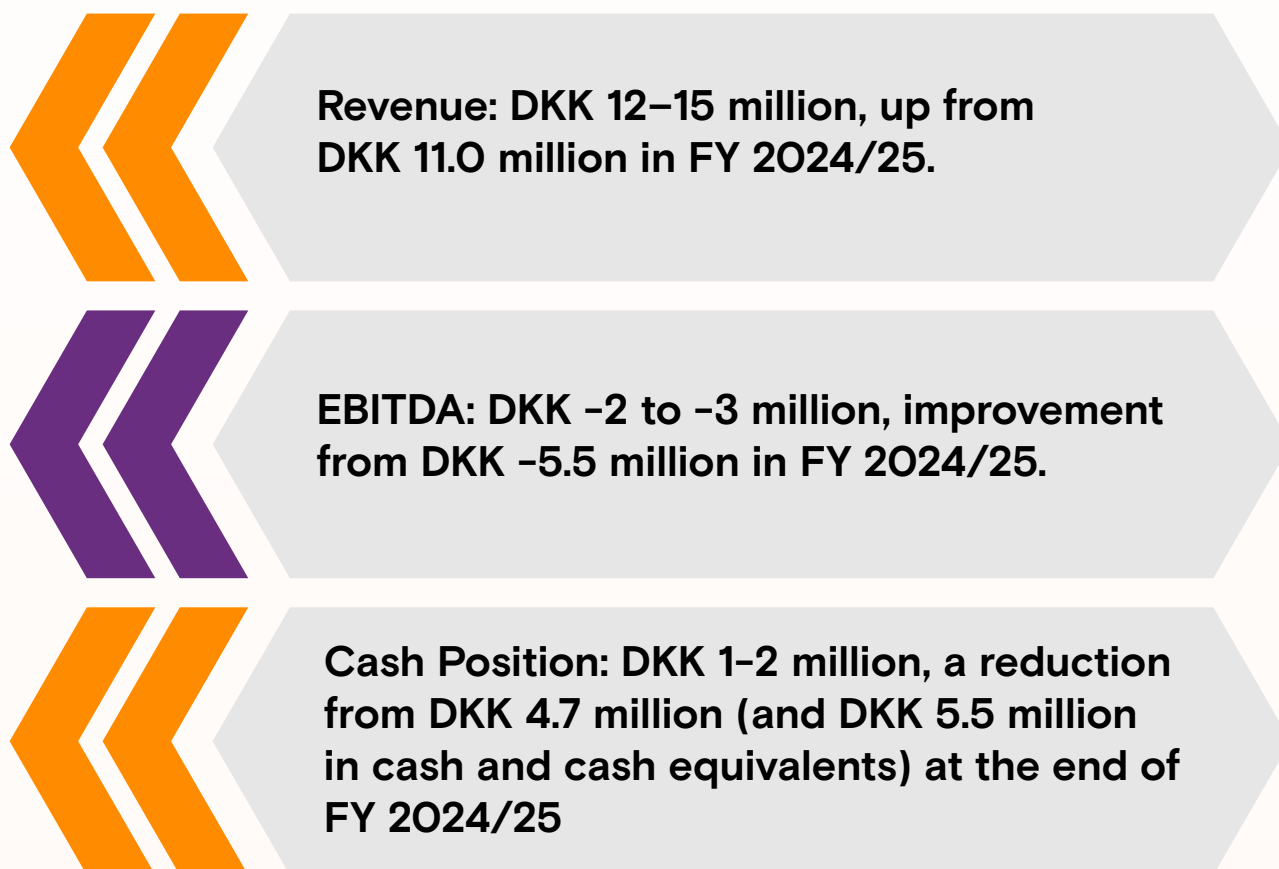 Revenue: DKK 12–15 million, up from
DKK 11.0 million in FY 2024/25.
EBITDA: DKK -2 to -3 million, improvement
from DKK -5.5 million in FY 2024/25.
Cash Position: DKK 1-2 million, a reduction
from DKK 4.7 million (and DKK 5.5 million
in cash and cash equivalents) at the end of
FY 2024/25